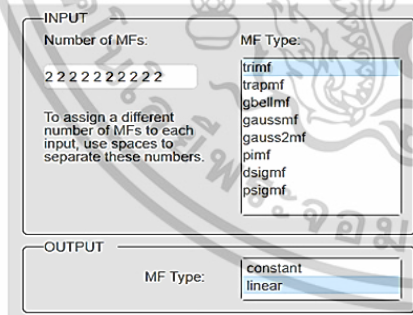 INPUT
Number of MFs:
2 2 2 2 2 2 2 2 2 2
To assign a different
number of MFs to each
input, use spaces to
separate these numbers.
MF Type:
trimf
trapmf
gbellmf
gaussmf
gauss2mf
pimf
dsigmf
psigmf
OUTPUT
MF Type:
constant
linear